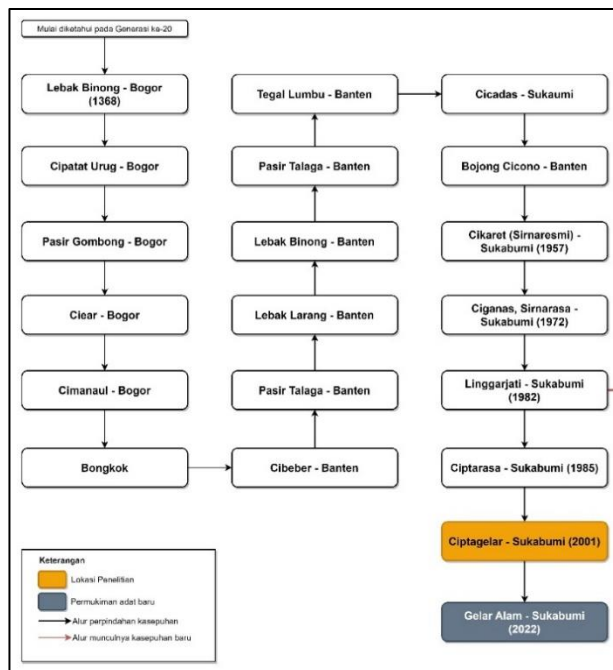 Mulai diketahui pada Generasi ke-20
Lebak Binong - Bogor
(1368)
Cipatat Urug - Bogor
Pasir Gombong - Bogor
Ciear - Bogor
Cimanaul - Bogor
Bongkok
Cibeber - Banten
Pasir Talaga - Banten
Lebak Larang - Banten
Lebak Binong - Banten
Pasir Talaga - Banten
Tegal Lumbu - Banten
Cicadas - Sukaumi
Bojong Cicono - Banten
Cikaret (Sirnaresmi) -
Sukabumi (1957)
Ciganas, Sirnarasa -
Sukabumi (1972)
Linggarjati - Sukabumi
(1982)
Ciptarasa - Sukabumi (1985)
Ciptagelar - Sukabumi (2001)
Gelar Alam - Sukabumi
(2022)
Keterangan
Lokasi Penelitian
Permukiman adat baru
Alur perpindahan kasepuhan
Alur munculnya kasepuhan baru